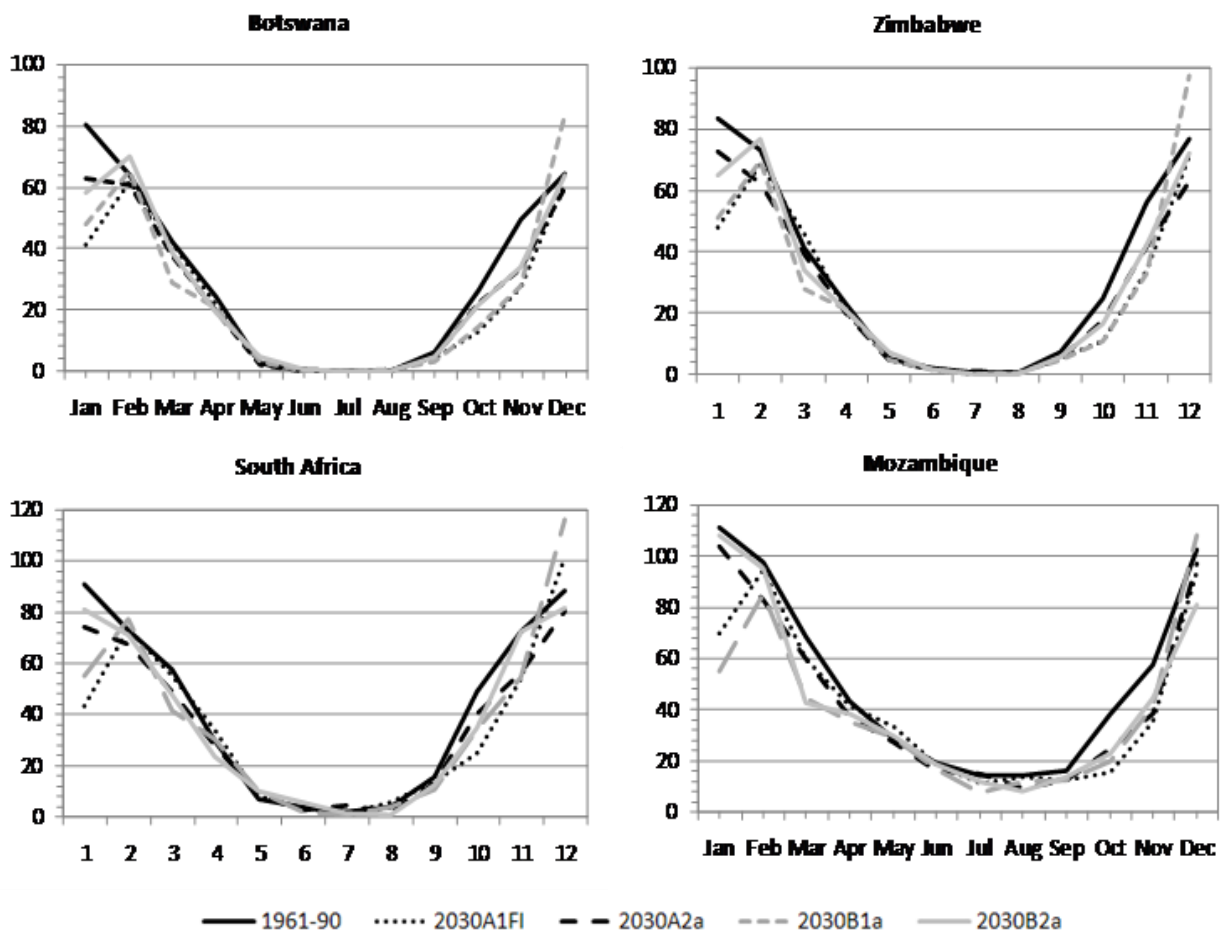 Botswana
100
80
60
40
20
0
Jan Feb Mar Apr May Jun Jul Aug Sep Oct Nov Dec
Zimbabwe
100
80
60
40
20
0
1 2 3 4 5 6 7 8 9 10 11 12
South Africa
120
100
80
60
40
20
0
1 2 3 4 5 6 7 8 9 10 11 12
Mozambique
120
100
80
60
40
20
0
Jan Feb Mar Apr May Jun Jul Aug Sep Oct Nov Dec
1961-90 2030A1FI 2030A2a 2030B1a 2030B2a